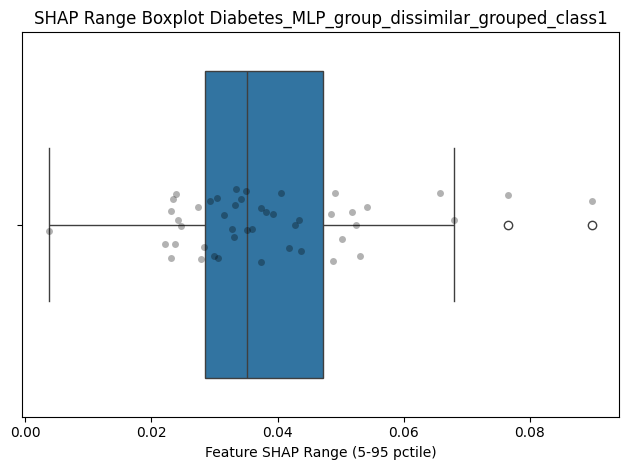 SHAP Range Boxplot Diabetes_MLP_group_dissimilar_grouped_class1
0.00 0.02 0.04 0.06 0.08
Feature SHAP Range (5-95 pctile)